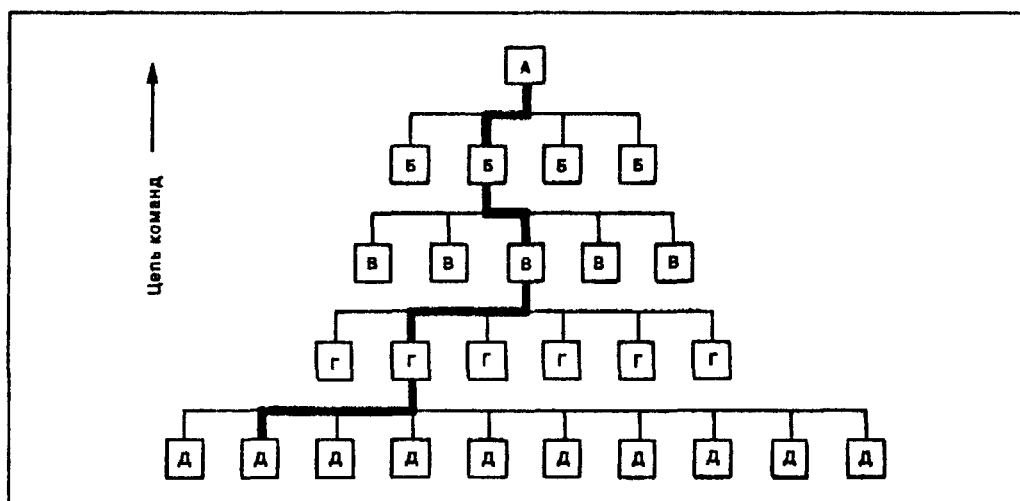 А
Б Б Б Б
В В В В В
Г Г Г Г Г Г
Д Д Д Д Д Д Д Д Д Д
Цепь команд